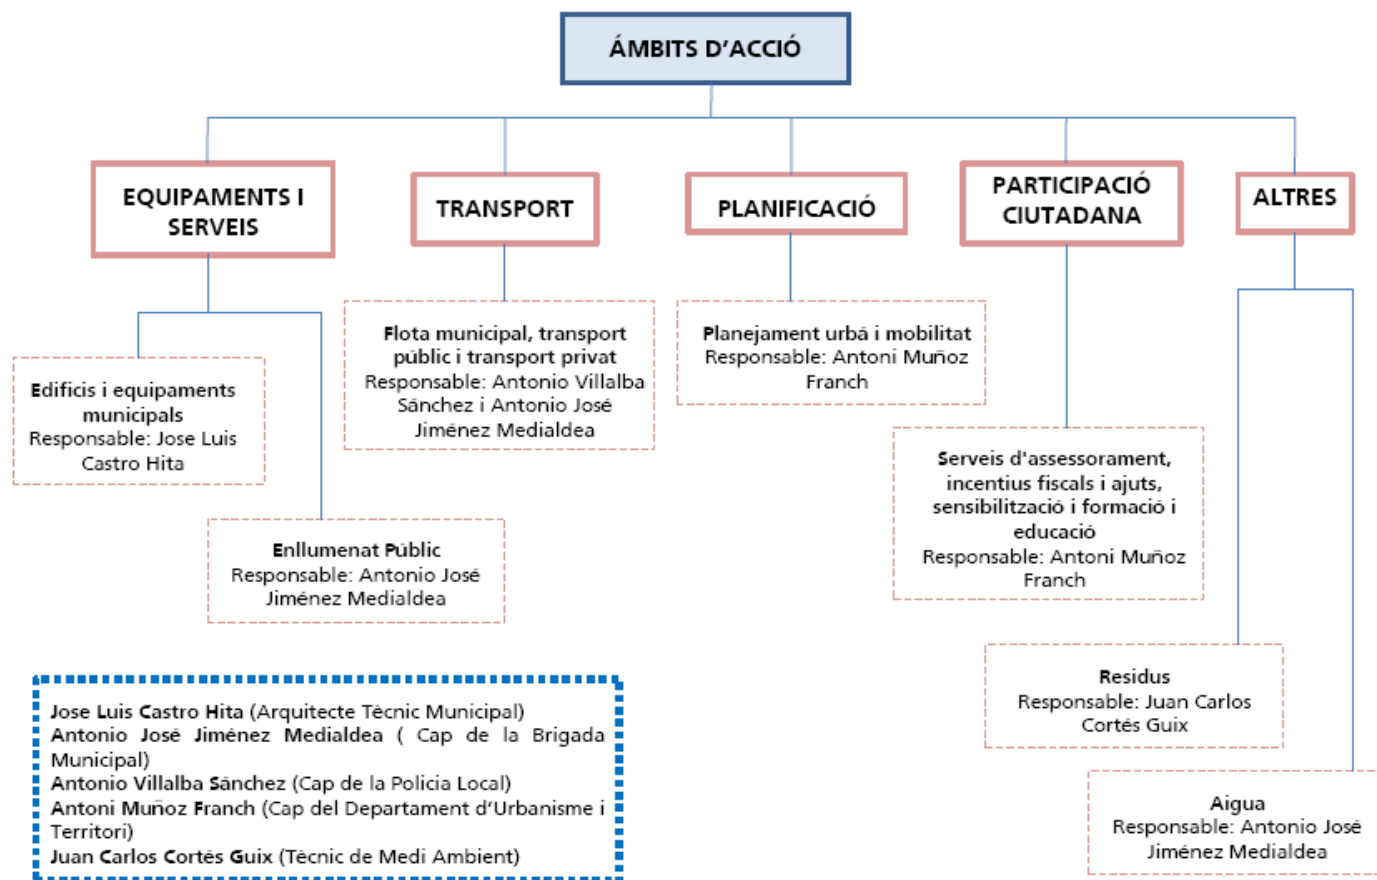 ÁMBITS D’ACCIÓ
EQUIPAMENTS I
SERVEIS
TRANSPORT
PLANIFICACIÓ
PARTICIPACIÓ
CIUTADANA
ALTRES
Edificis i equipaments
municipals
Responsable: Jose Luis
Castro Hita
Enllumenat Públic
Responsable: Antonio José
Jiménez Medialdea
Flota municipal, transport
públic i transport privat
Responsable: Antonio Villalba
Sánchez i Antonio José
Jiménez Medialdea
Planejament urbá i mobilitat
Responsable: Antoni Muñoz
Franch
Serveis d'assessorament,
incentius fiscals i ajuts,
sensibilització i formació i
educació
Responsable: Antoni Muñoz
Franch
Residus
Responsable: Juan Carlos
Cortés Guix
Aigua
Responsable: Antonio José
Jiménez Medialdea
Jose Luis Castro Hita (Arquitecte Tècnic Municipal)
Antonio José Jiménez Medialdea ( Cap de la Brigada
Municipal)
Antonio Villalba Sánchez (Cap de la Policia Local)
Antoni Muñoz Franch (Cap del Departament d’Urbanisme i
Territori)
Juan Carlos Cortés Guix (Tècnic de Medi Ambient)